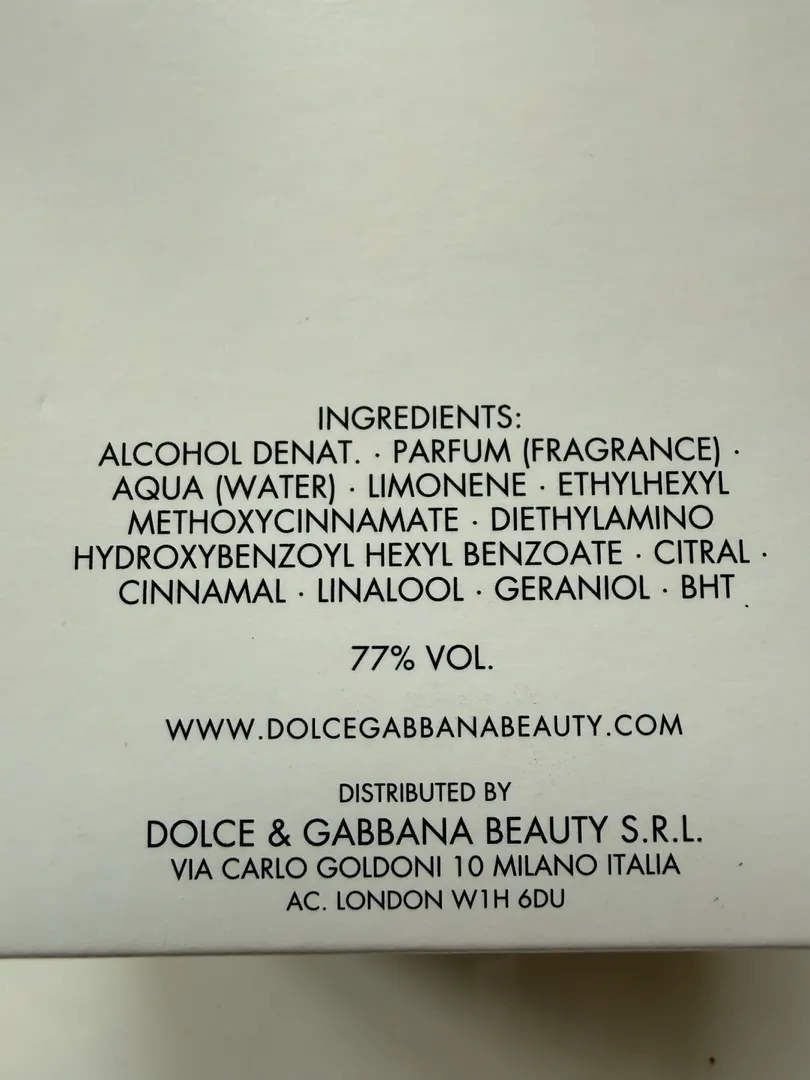 INGREDIENTS:
ALCOHOL DENAT. · PARFUM (FRAGRANCE) ·
AQUA (WATER) · LIMONENE · ETHYLHEXYL
METHOXYCINNAMATE · DIETHYLAMINO
HYDROXYBENZOYL HEXYL BENZOATE · CITRAL ·
CINNAMAL · LINALOOL · GERANIOL · BHT
77% VOL.
WWW.DOLCEGABBANABEAUTY.COM
DISTRIBUTED BY
DOLCE & GABBANA BEAUTY S.R.L.
VIA CARLO GOLDONI 10 MILANO ITALIA
AC. LONDON W1H 6DU